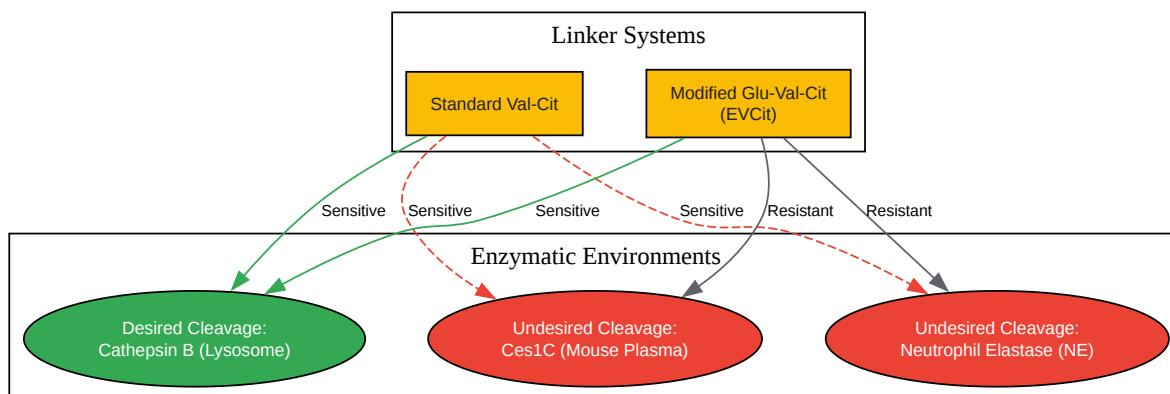 Linker Systems
Standard Val-Cit
Modified Glu-Val-Cit
(EVCit)
Sensitive
Sensitive
Sensitive
Sensitive
Resistant
Resistant
Enzymatic Environments
Desired Cleavage:
Cathepsin B (Lysosome)
Undesired Cleavage:
Ces1C (Mouse Plasma)
Undesired Cleavage:
Neutrophil Elastase (NE)